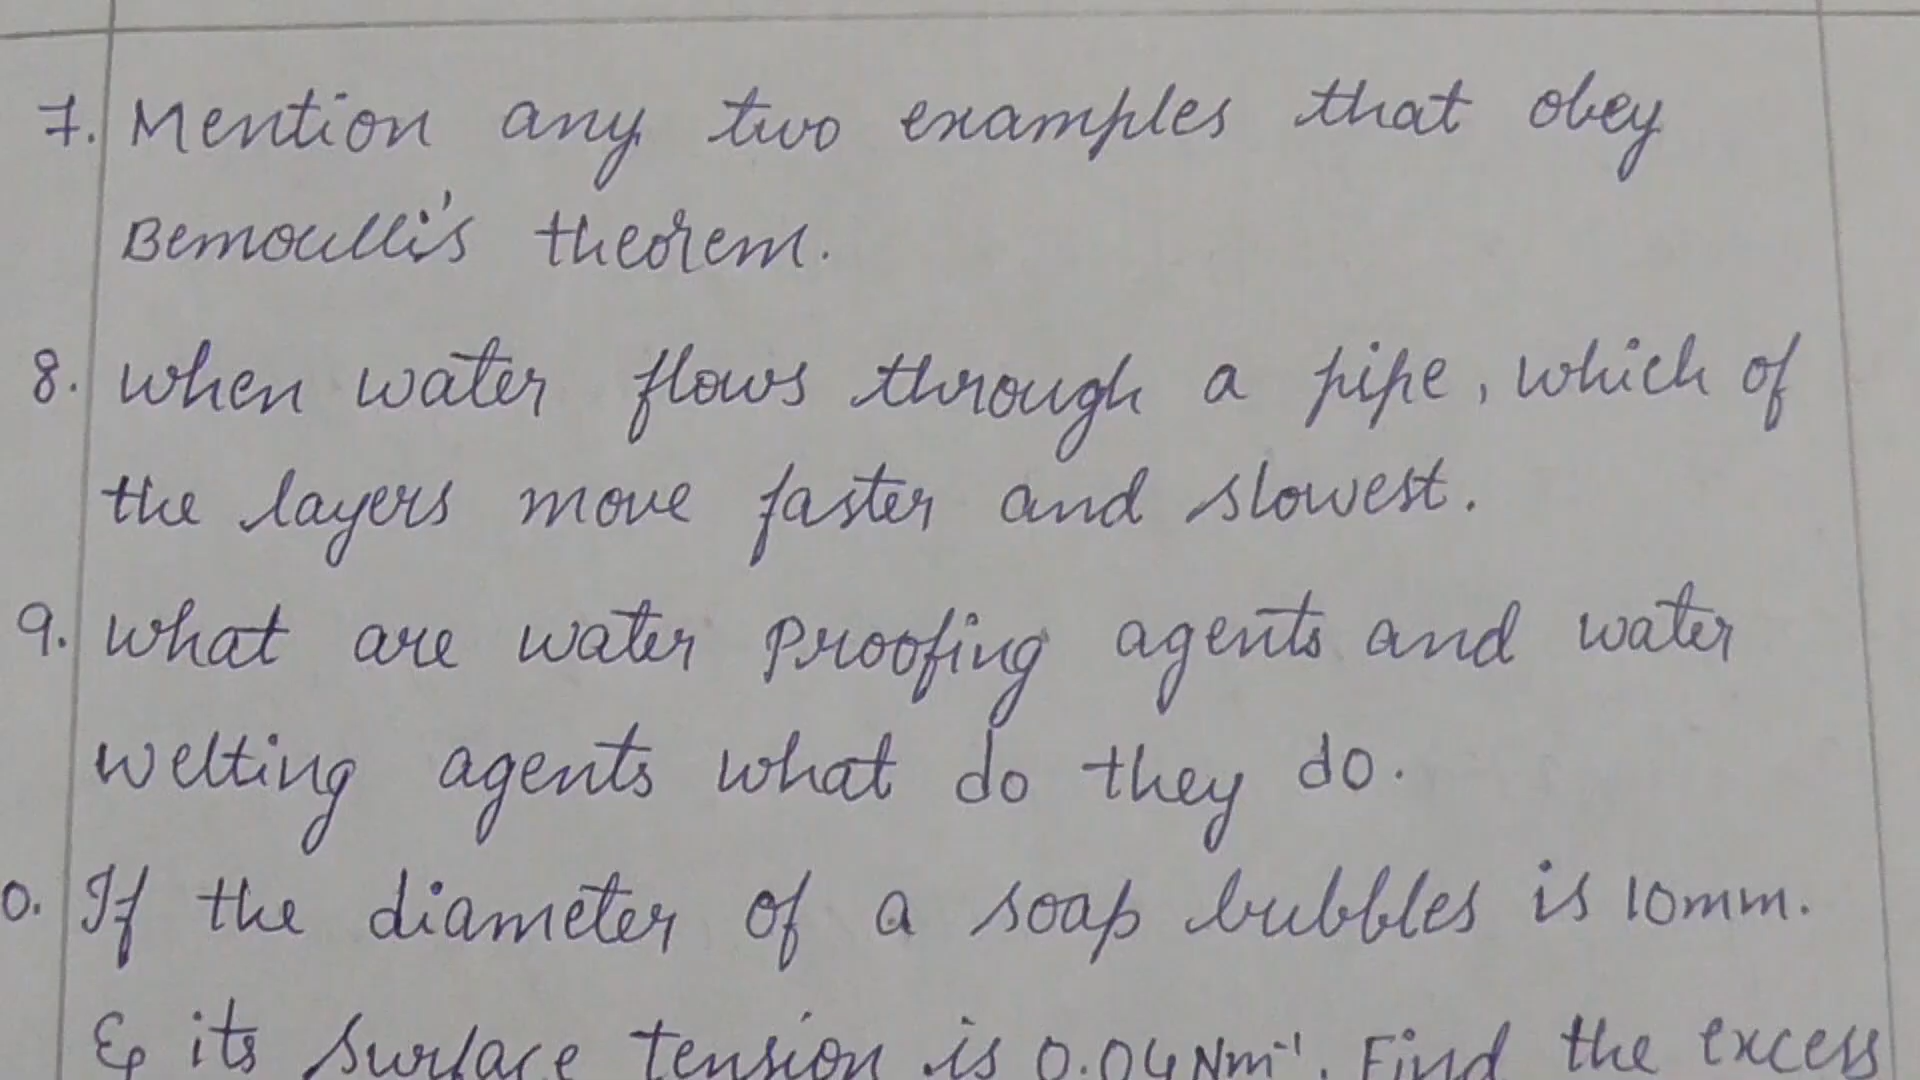 7. Mention any two examples that obey
Bernoulli's theorem.
8. when water flows through a pipe, which of
the layers move faster and slowest.
9. what are water proofing agents and water
welting agents what do they do.
0. If the diameter of a soap bubbles is 10mm.
& its surface tension is 0.04Nm⁻¹. Find the excess